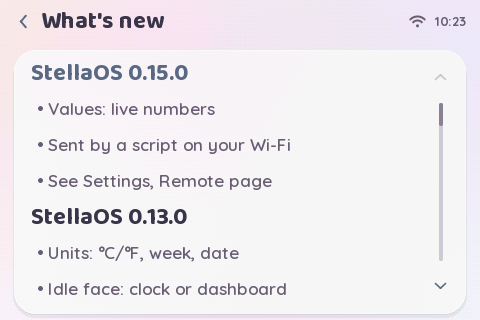 What's new
10:23
StellaOS 0.15.0
• Values: live numbers
• Sent by a script on your Wi-Fi
• See Settings, Remote page
StellaOS 0.13.0
• Units: °C/°F, week, date
• Idle face: clock or dashboard